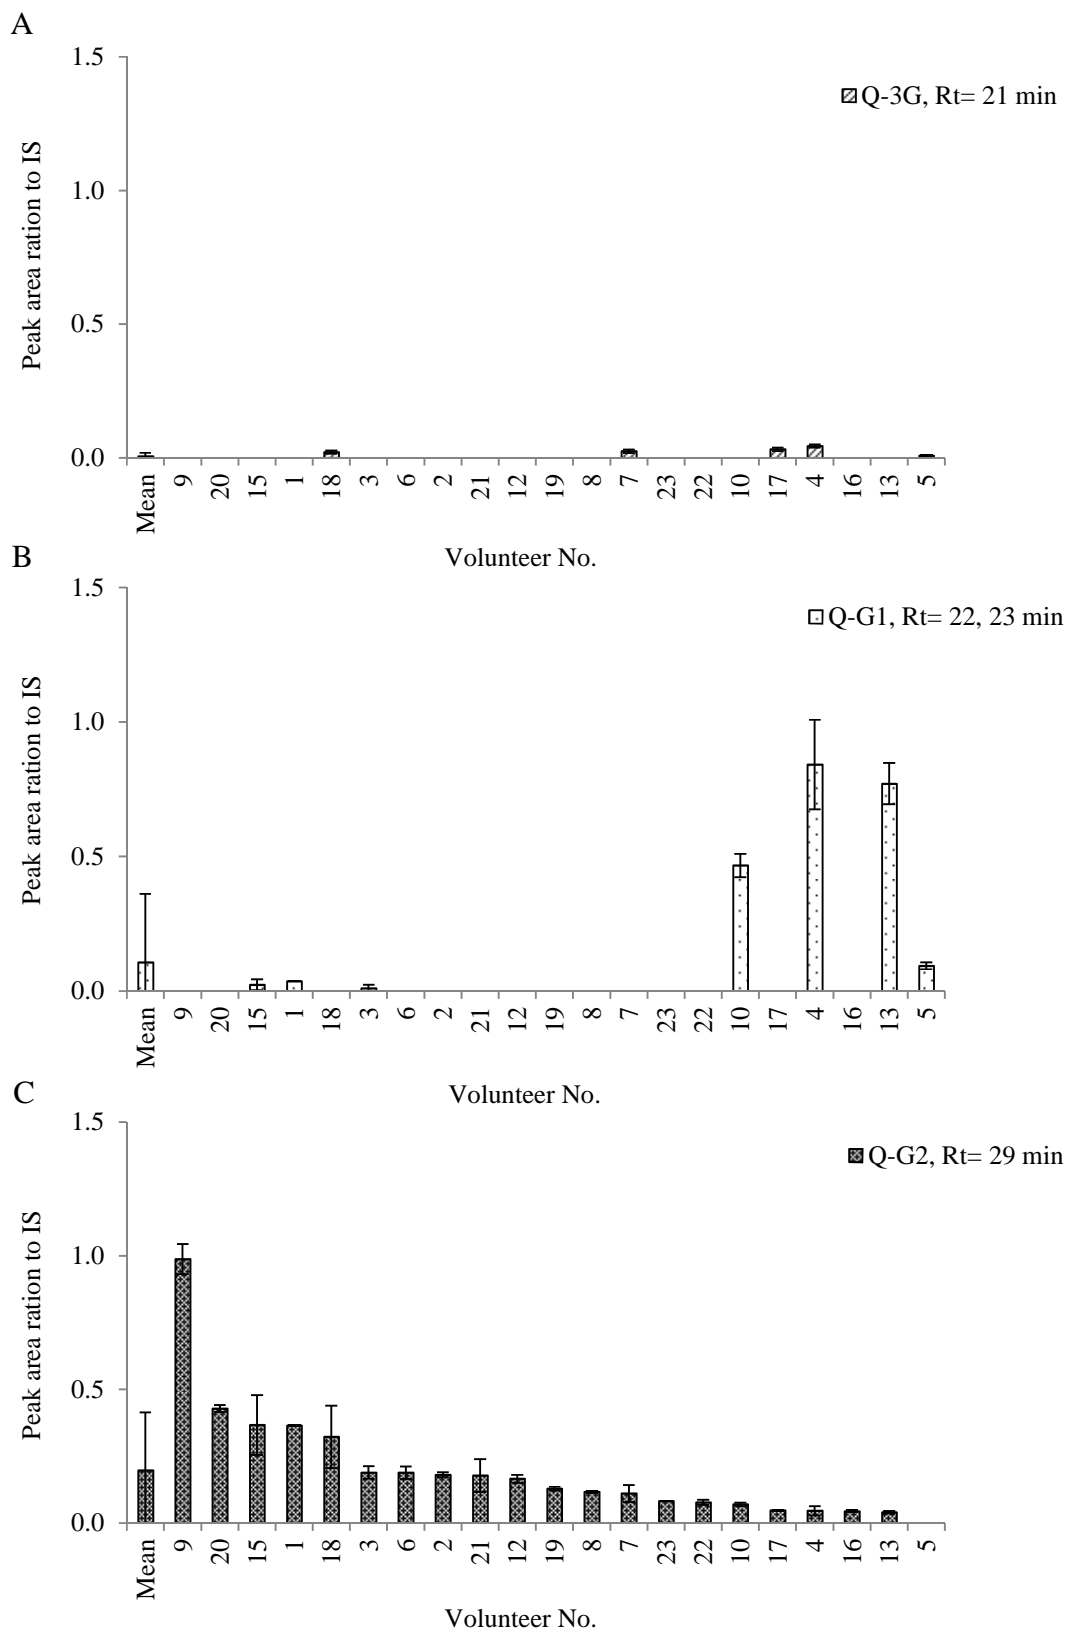 A
1.5
Q-3G, Rt= 21 min
1.0
0.5
0.0
Peak area ration to IS
Mean 9 20 15 1 18 3 6 2 21 12 19 8 7 23 22 10 17 4 16 13 5
Volunteer No.
B
1.5
Q-G1, Rt= 22, 23 min
1.0
0.5
0.0
Peak area ration to IS
Mean 9 20 15 1 18 3 6 2 21 12 19 8 7 23 22 10 17 4 16 13 5
Volunteer No.
C
1.5
Q-G2, Rt= 29 min
1.0
0.5
0.0
Peak area ration to IS
Mean 9 20 15 1 18 3 6 2 21 12 19 8 7 23 22 10 17 4 16 13 5
Volunteer No.